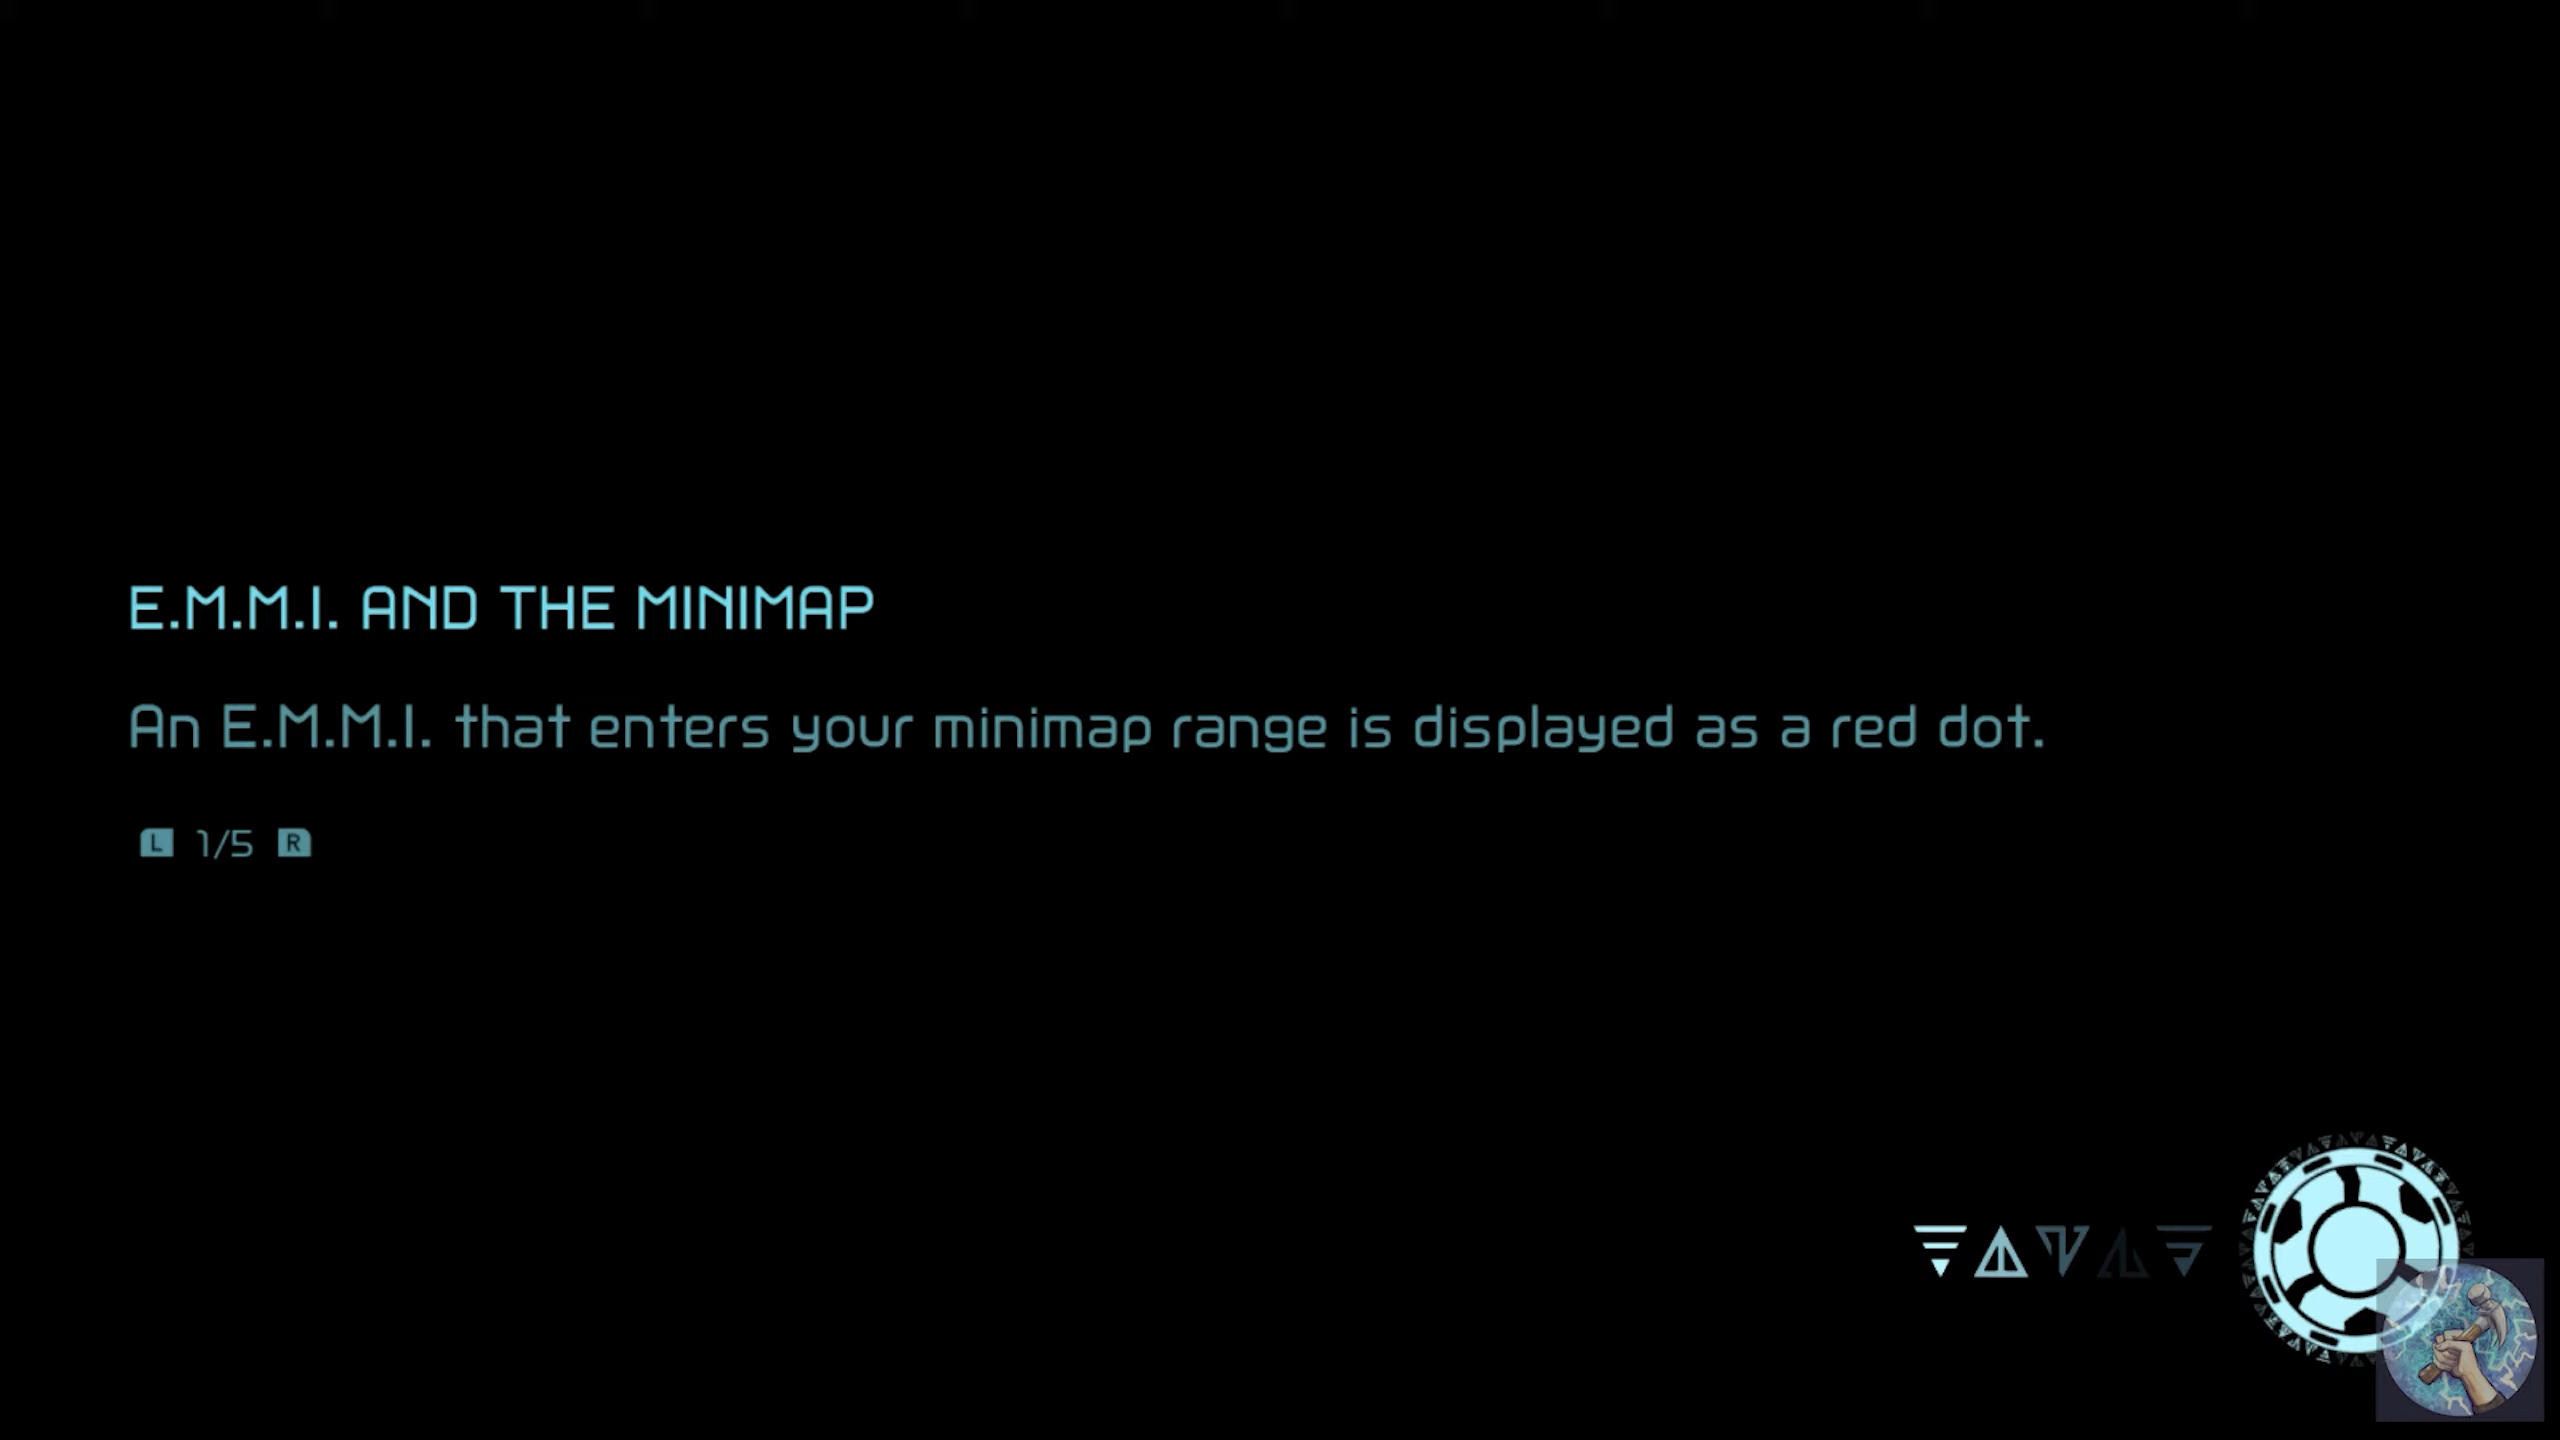 E.M.M.I. AND THE MINIMAP
An E.M.M.I. that enters your minimap range is displayed as a red dot.
L 1/5 R